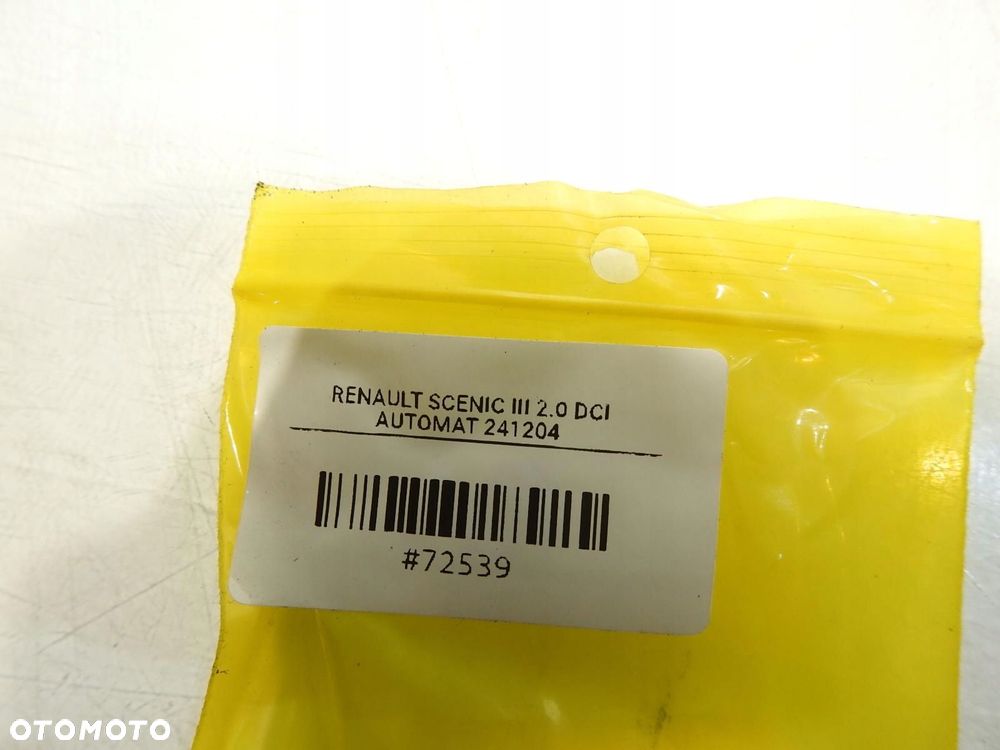 RENAULT SCENIC III 2.0 DCI
AUTOMAT 241204
#72539
OTOMOTO